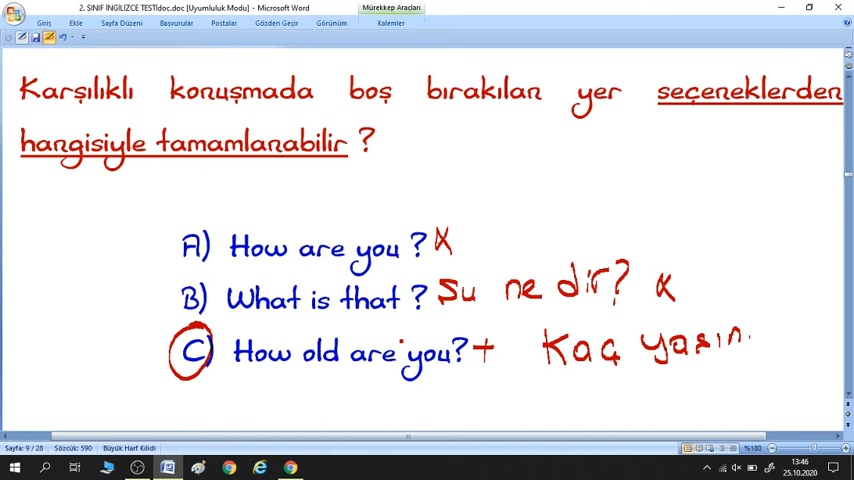 2. SINIF İNGİLİZCE TEST\doc.doc [Uyumluluk Modu] - Microsoft Word
Mürekkep Araçları
Giriş Ekle Sayfa Düzeni Başvurular Postalar Gözden Geçir Görünüm Kalemler
Karşılıklı konuşmada boş bırakılan yer seçeneklerden
hangisiyle tamamlanabilir ?
A) How are you ? x
B) What is that ? su ne dir? x
C) How old are you? + Kaç yaşın.
Sayfa: 9 / 28 Sözcük: 590 Büyük Harf Kilidi %180
13:46
25.10.2020